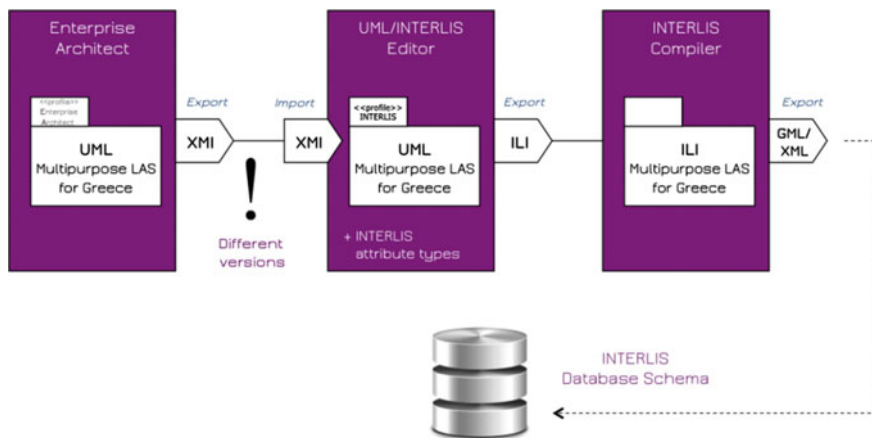 Enterprise
Architect
<<profile>>
Enterprise
Architect
UML
Multipurpose LAS
for Greece
Export
XMI
!
Different
versions
Import
XMI
UML/INTERLIS
Editor
<<profile>>
INTERLIS
UML
Multipurpose LAS
for Greece
+ INTERLIS
attribute types
Export
ILI
INTERLIS
Compiler
ILI
Multipurpose LAS
for Greece
Export
GML/
XML
INTERLIS
Database Schema